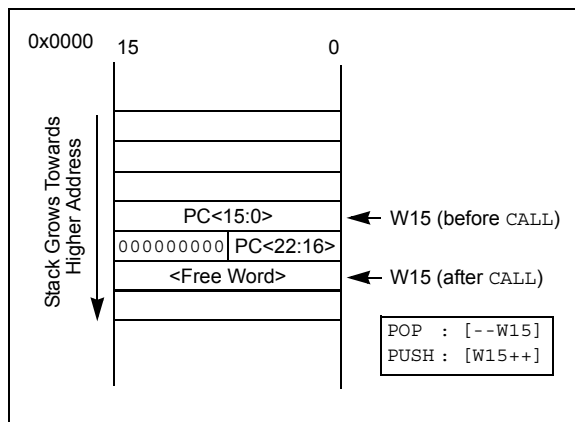 0x0000
15 0
Stack Grows Towards
Higher Address
PC<15:0>
W15 (before CALL)
000000000 PC<22:16>
<Free Word>
W15 (after CALL)
POP : [--W15]
PUSH : [W15++]